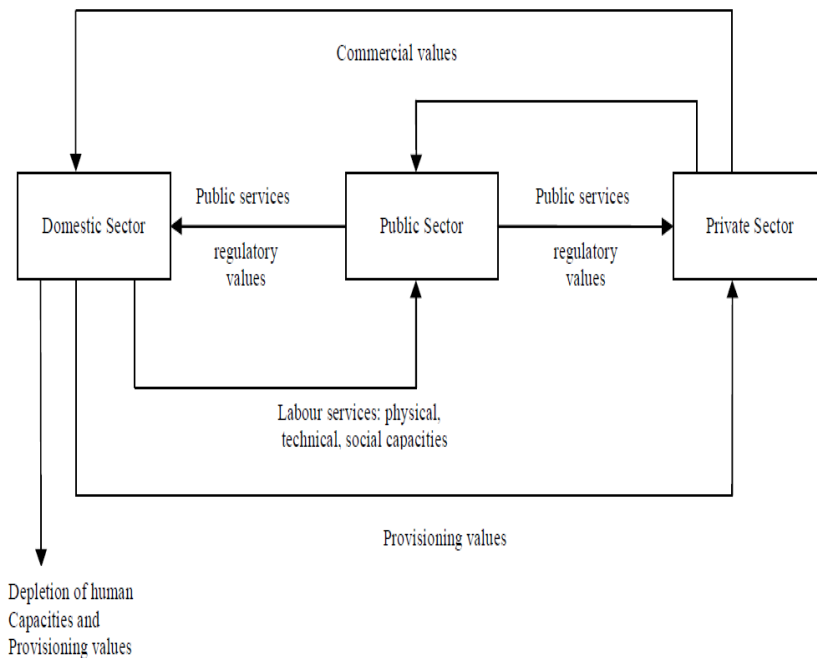 Commercial values
Domestic Sector
Public services
regulatory
values
Public Sector
Public services
regulatory
values
Private Sector
Labour services: physical,
technical, social capacities
Provisioning values
Depletion of human
Capacities and
Provisioning values